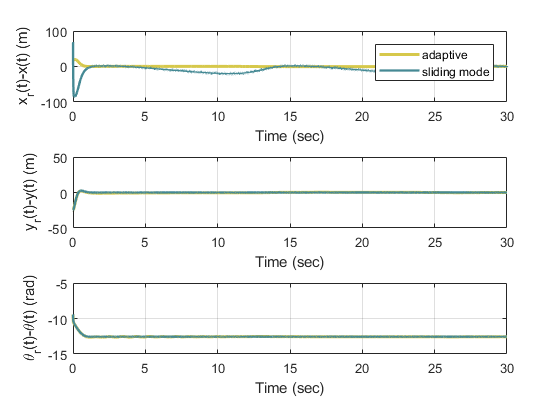 x_r(t)-x(t) (m)
100
0
-100
adaptive
sliding mode
0 5 10 15 20 25 30
Time (sec)
y_r(t)-y(t) (m)
50
0
-50
0 5 10 15 20 25 30
Time (sec)
θ_r(t)-θ(t) (rad)
-5
-10
-15
0 5 10 15 20 25 30
Time (sec)